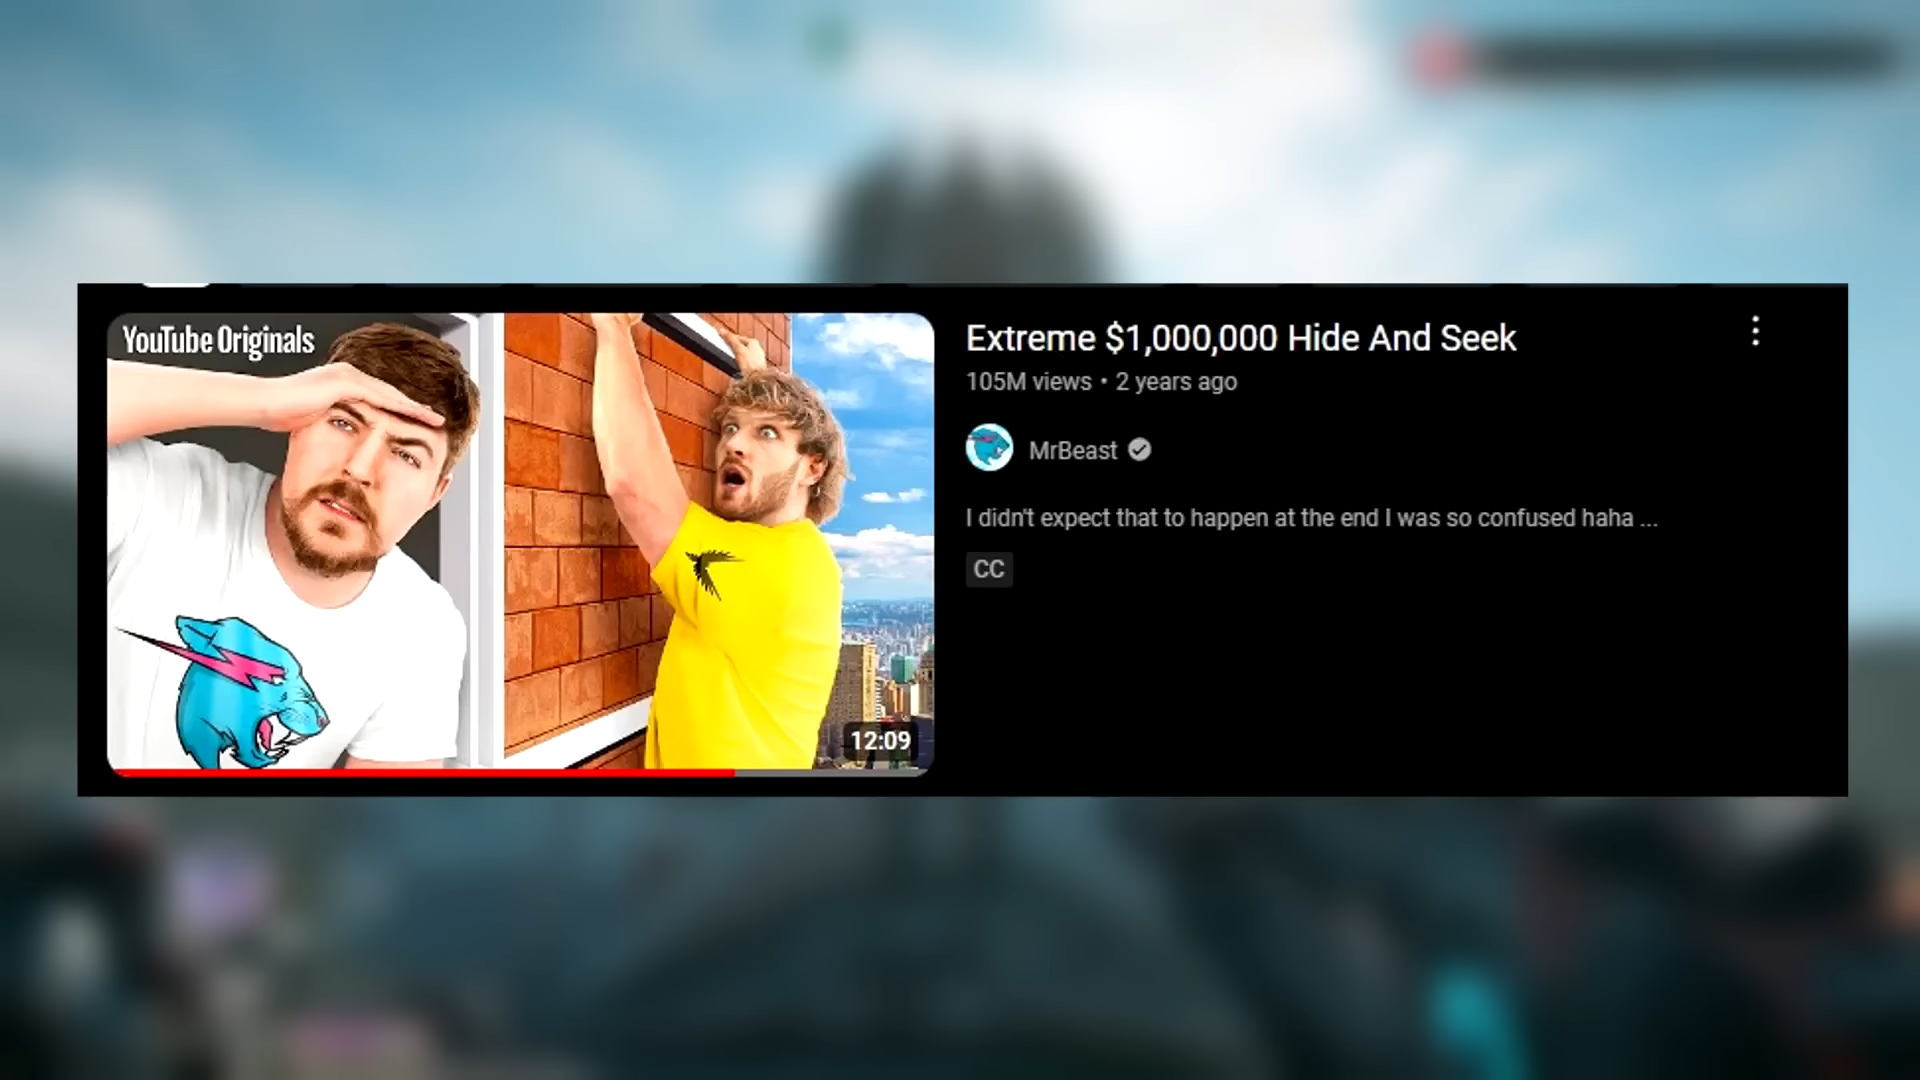 YouTube Originals
12:09
Extreme $1,000,000 Hide And Seek
105M views • 2 years ago
MrBeast
I didn't expect that to happen at the end I was so confused haha ...
CC